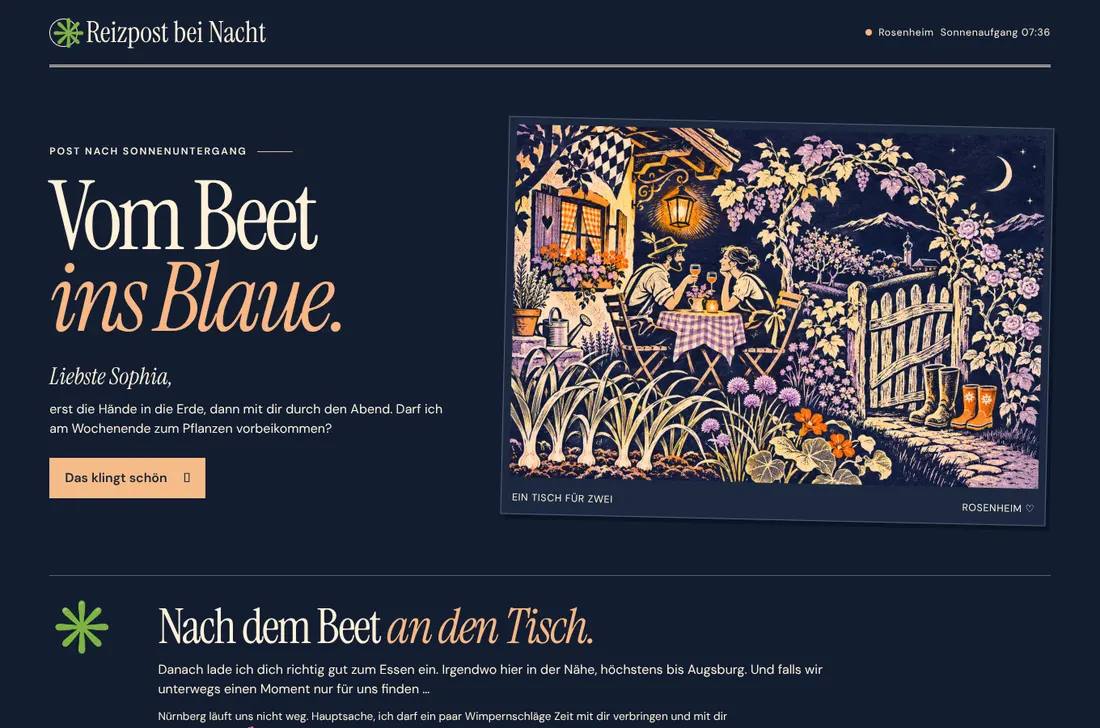 Reizpost bei Nacht
Rosenheim Sonnenaufgang 07:36
POST NACH SONNENUNTERGANG
Vom Beet
ins Blaue.
Liebste Sophia,
erst die Hände in die Erde, dann mit dir durch den Abend. Darf ich
am Wochenende zum Pflanzen vorbeikommen?
Das klingt schön
EIN TISCH FÜR ZWEI
ROSENHEIM ♡
Nach dem Beet an den Tisch.
Danach lade ich dich richtig gut zum Essen ein. Irgendwo hier in der Nähe, höchstens bis Augsburg. Und falls wir
unterwegs einen Moment nur für uns finden ...
Nürnberg läuft uns nicht weg. Hauptsache, ich darf ein paar Wimpernschläge Zeit mit dir verbringen und mit dir